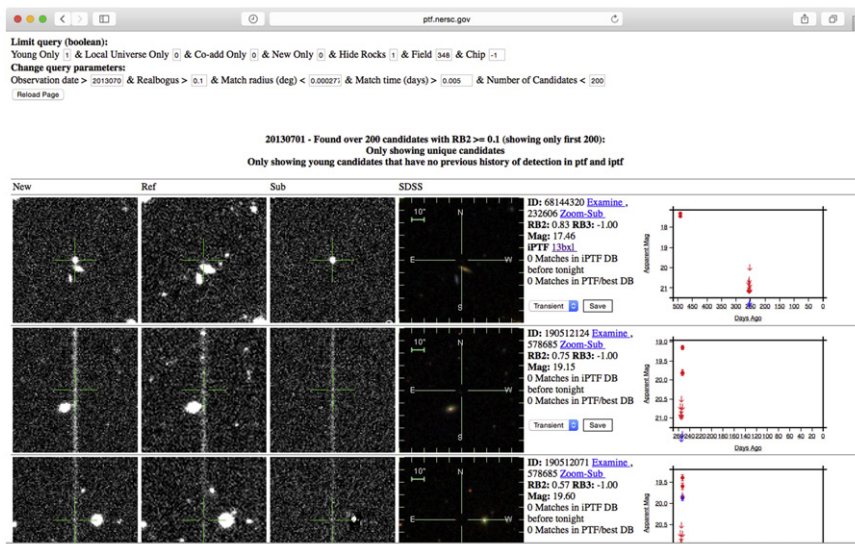 ptf.nersc.gov
Limit query (boolean):
Young Only 1 & Local Universe Only 0 & Co-add Only 0 & New Only 0 & Hide Rocks 1 & Field 348 & Chip -1
Change query parameters:
Observation date > 2013070 & Realbogus > 0.1 & Match radius (deg) < 0.00027 & Match time (days) > 0.005 & Number of Candidates < 200
Reload Page
20130701 - Found over 200 candidates with RB2 >= 0.1 (showing only first 200):
Only showing unique candidates
Only showing young candidates that have no previous history of detection in ptf and iptf
New Ref Sub SDSS
10"
N
E W
S
ID: 68144320 Examine ,
232606 Zoom-Sub
RB2: 0.83 RB3: -1.00
Mag: 17.46
iPTF 13bxl
0 Matches in iPTF DB
before tonight
0 Matches in PTF/best DB
Transient Save
Apparent Mag
18
19
20
21
500 450 400 350 300 250 200 150 100 50 0
Days Ago
10"
N
E W
S
ID: 190512124 Examine ,
578685 Zoom-Sub
RB2: 0.75 RB3: -1.00
Mag: 19.15
0 Matches in iPTF DB
before tonight
0 Matches in PTF/best DB
Transient Save
Apparent Mag
19.0
19.5
20.0
20.5
21.0
240 220 200 180 160 140 120 100 80 60 40 20 0
Days Ago
10"
N
E W
ID: 190512071 Examine ,
578685 Zoom-Sub
RB2: 0.57 RB3: -1.00
Mag: 19.60
0 Matches in iPTF DB
before tonight
0 Matches in PTF/best DB
Apparent Mag
19.5
20.0
20.5